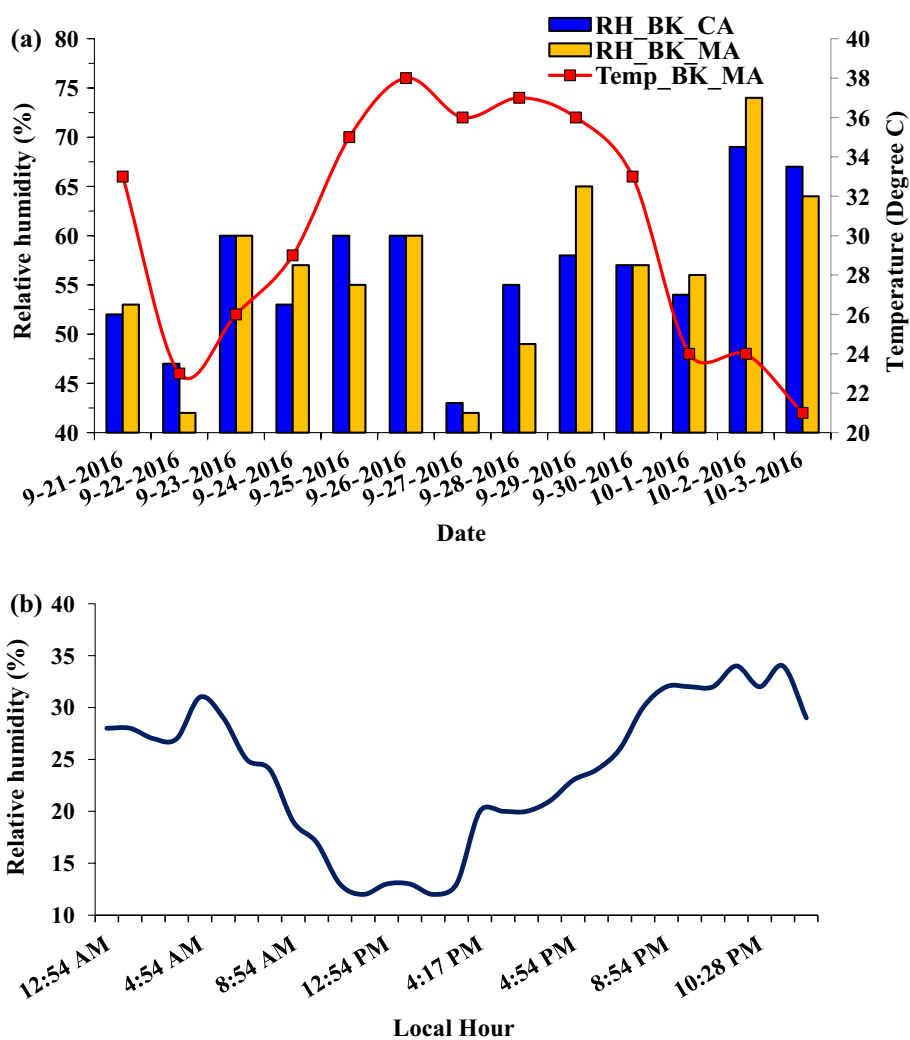 (a)
RH_BK_CA
RH_BK_MA
Temp_BK_MA
80
75
70
65
60
55
50
45
40
Relative humidity (%)
40
38
36
34
32
30
28
26
24
22
20
Temperature (Degree C)
9-21-2016
9-22-2016
9-23-2016
9-24-2016
9-25-2016
9-26-2016
9-27-2016
9-28-2016
9-29-2016
9-30-2016
10-1-2016
10-2-2016
10-3-2016
Date
(b)
40
35
30
25
20
15
10
Relative humidity (%)
12:54 AM
4:54 AM
8:54 AM
12:54 PM
4:17 PM
4:54 PM
8:54 PM
10:28 PM
Local Hour